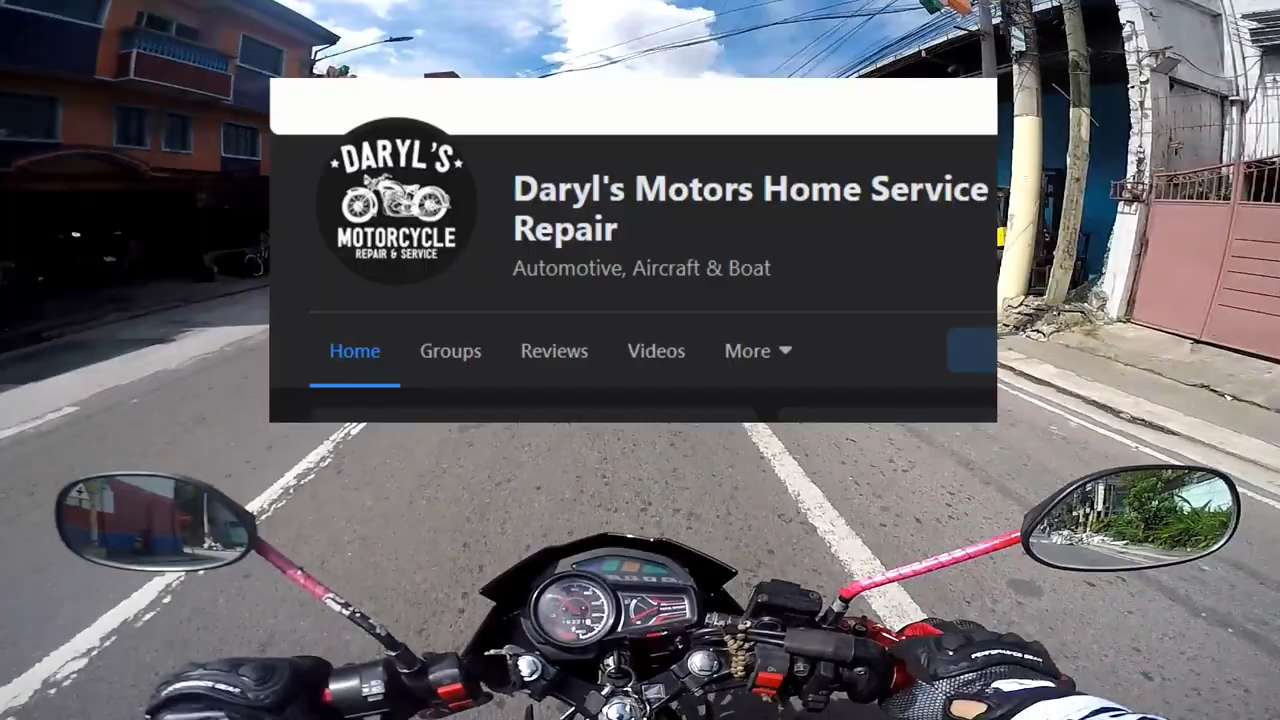 DARYL'S
MOTORCYCLE
REPAIR & SERVICE
Daryl's Motors Home Service
Repair
Automotive, Aircraft & Boat
Home
Groups
Reviews
Videos
More